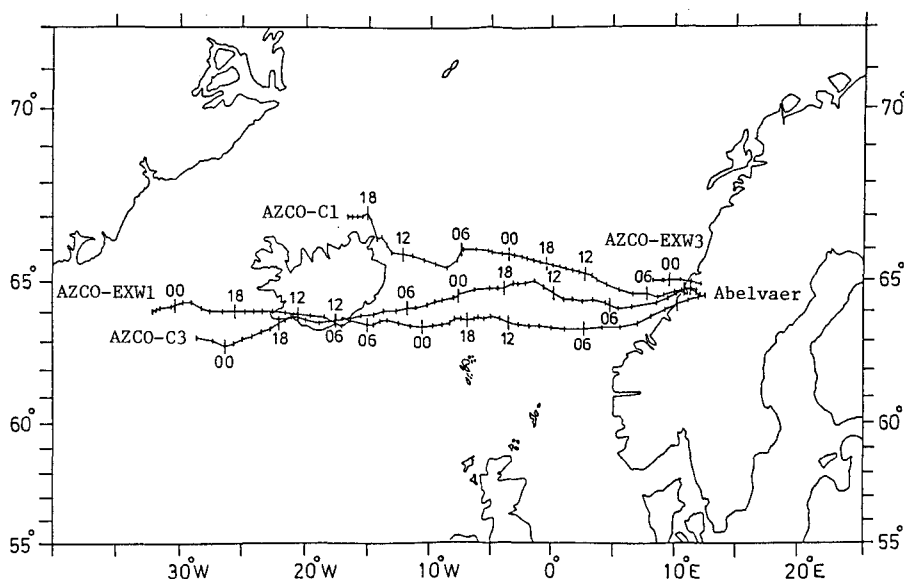 70° 70°
18
AZCO-C1
12 06 00 AZCO-EXW3
18
12
65° 65°
AZCO-EXW1 00 18 12 12 06 00 18 12 06 00 Abelvaer
AZCO-C3 00 18 06 06 00 18 12 06 06
60° 60°
55° 55°
30°W 20°W 10°W 0° 10°E 20°E